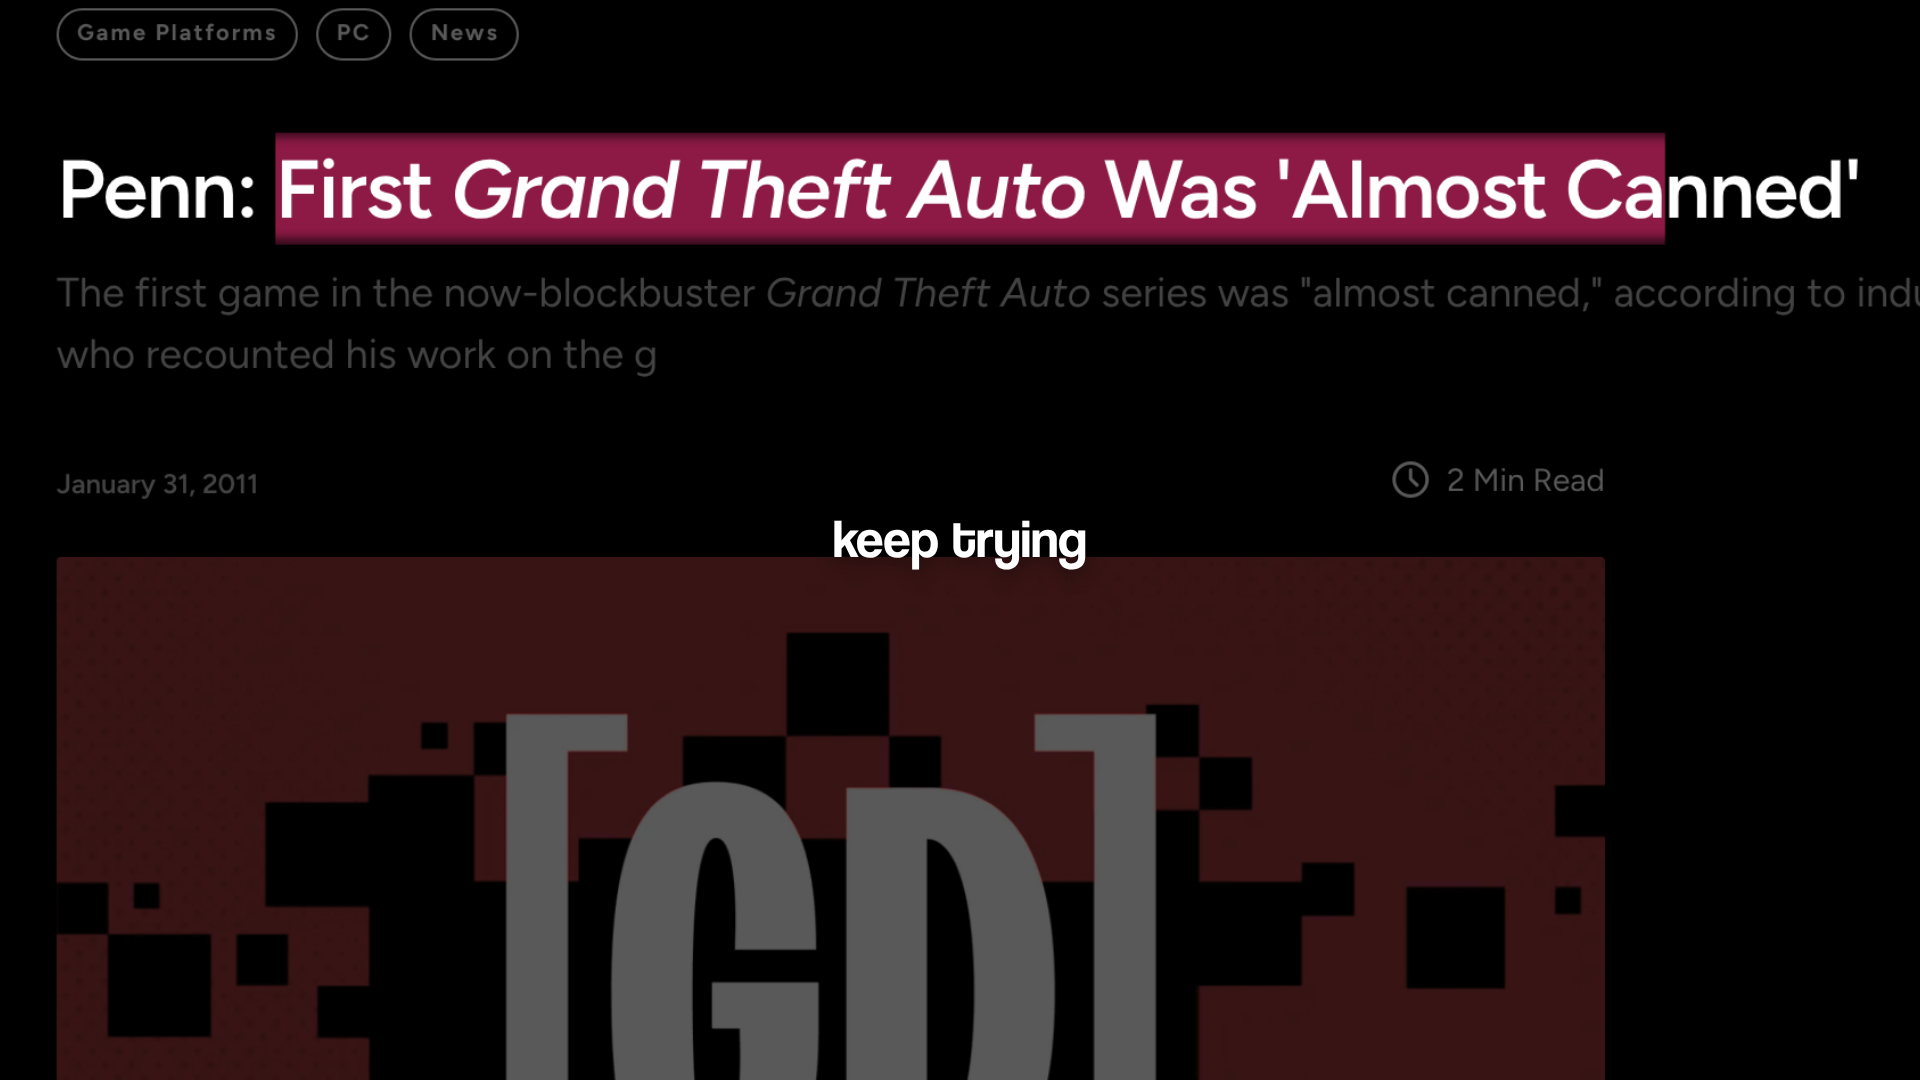 Game Platforms
PC
News
Penn: First Grand Theft Auto Was 'Almost Canned'
The first game in the now-blockbuster Grand Theft Auto series was "almost canned," according to
who recounted his work on the g
January 31, 2011
2 Min Read
keep trying
[GD]